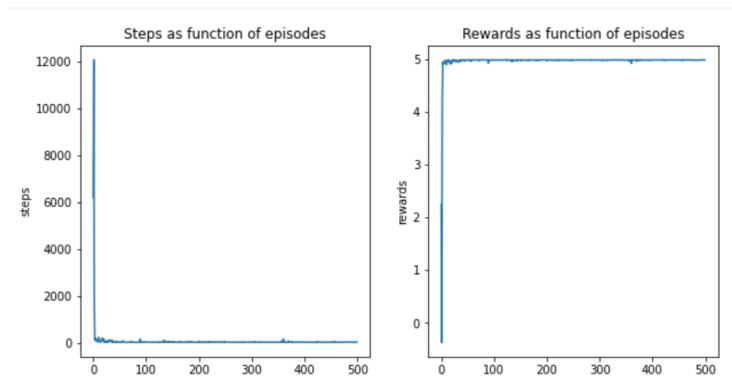 Steps as function of episodes
steps
12000
10000
8000
6000
4000
2000
0
0 100 200 300 400 500
Rewards as function of episodes
rewards
5
4
3
2
1
0
0 100 200 300 400 500